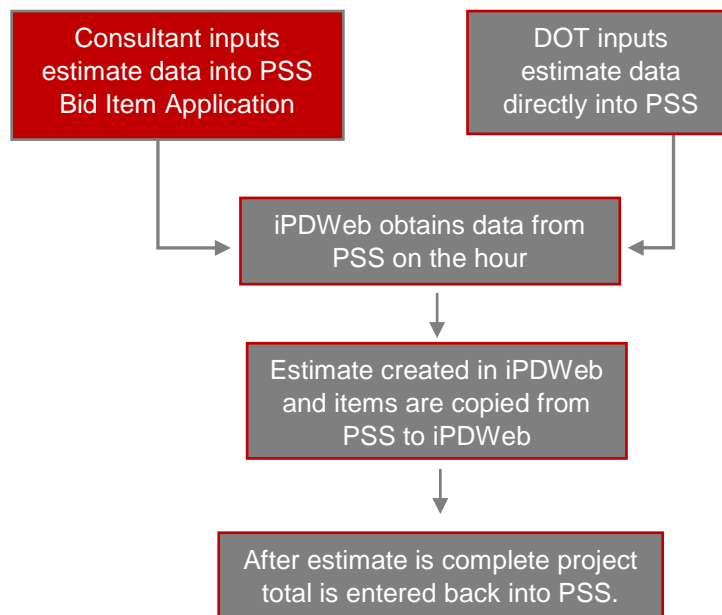 Consultant inputs
estimate data into PSS
Bid Item Application
DOT inputs
estimate data
directly into PSS
iPDWeb obtains data from
PSS on the hour
Estimate created in iPDWeb
and items are copied from
PSS to iPDWeb
After estimate is complete project
total is entered back into PSS.